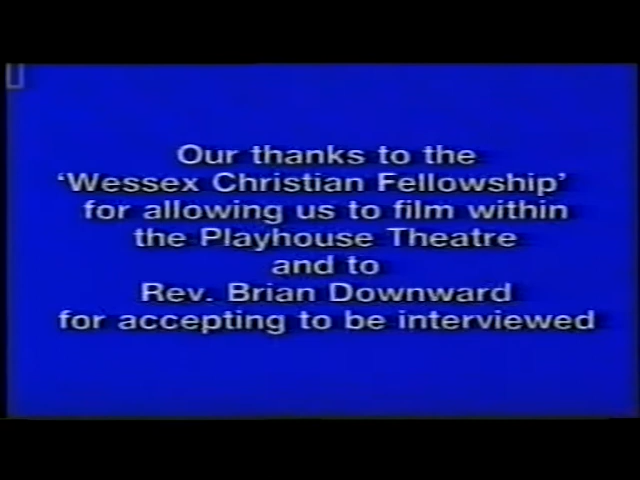 Our thanks to the
‘Wessex Christian Fellowship’
for allowing us to film within
the Playhouse Theatre
and to
Rev. Brian Downward
for accepting to be interviewed